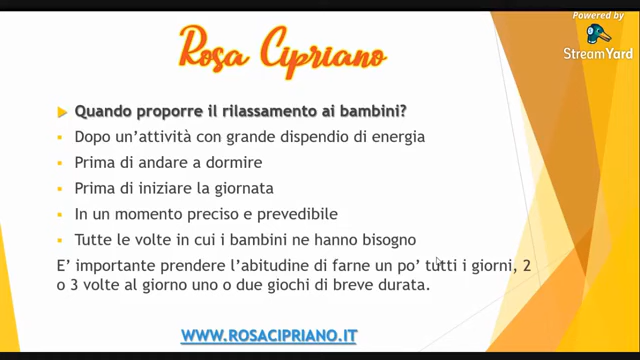 Powered by
StreamYard
Rosa Cipriano
Quando proporre il rilassamento ai bambini?
Dopo un'attività con grande dispendio di energia
Prima di andare a dormire
Prima di iniziare la giornata
In un momento preciso e prevedibile
Tutte le volte in cui i bambini ne hanno bisogno
E' importante prendere l'abitudine di farne un po' tutti i giorni, 2
o 3 volte al giorno uno o due giochi di breve durata.
WWW.ROSACIPRIANO.IT